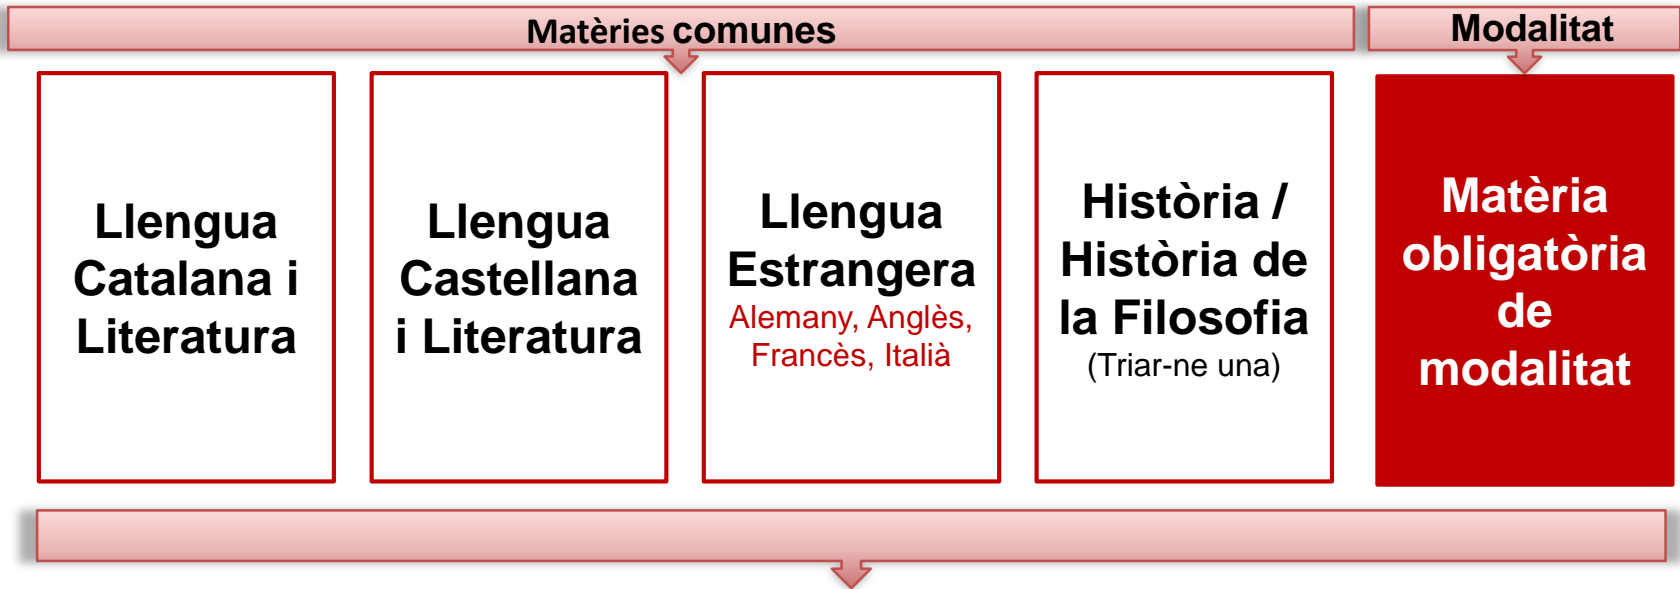 Matèries comunes
Modalitat
Llengua
Catalana i
Literatura
Llengua
Castellana
i Literatura
Llengua
Estrangera
Alemany, Anglès,
Francès, Italià
Història /
Història de
la Filosofia
(Triar-ne una)
Matèria
obligatòria
de
modalitat